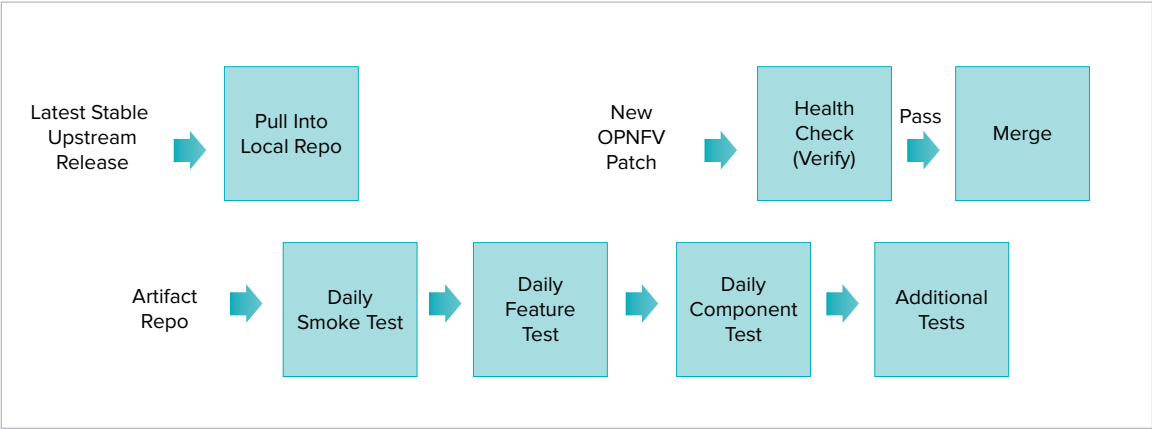 Latest Stable
Upstream
Release
Pull Into
Local Repo
New
OPNFV
Patch
Health
Check
(Verify)
Pass
Merge
Artifact
Repo
Daily
Smoke Test
Daily
Feature
Test
Daily
Component
Test
Additional
Tests